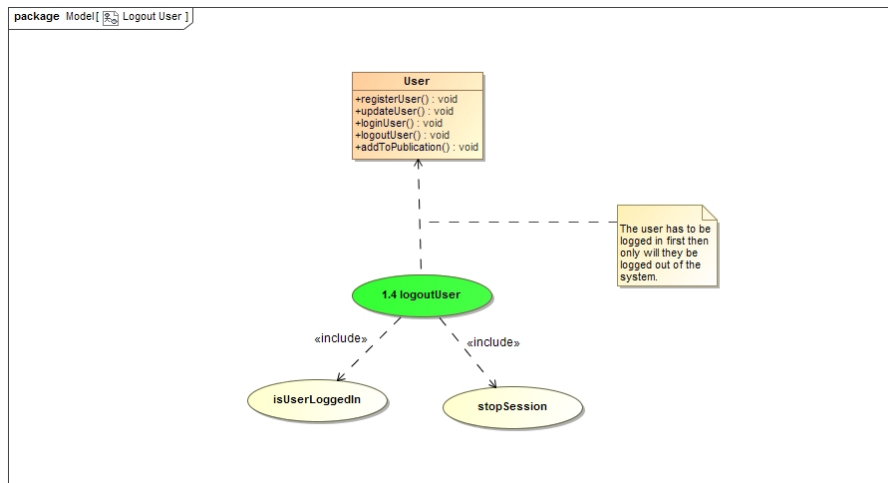 package Model[ Logout User ]
User
+registerUser() : void
+updateUser() : void
+loginUser() : void
+logoutUser() : void
+addToPublication() : void
The user has to be
logged in first then
only will they be
logged out of the
system.
1.4 logoutUser
«include»
«include»
isUserLoggedIn
stopSession